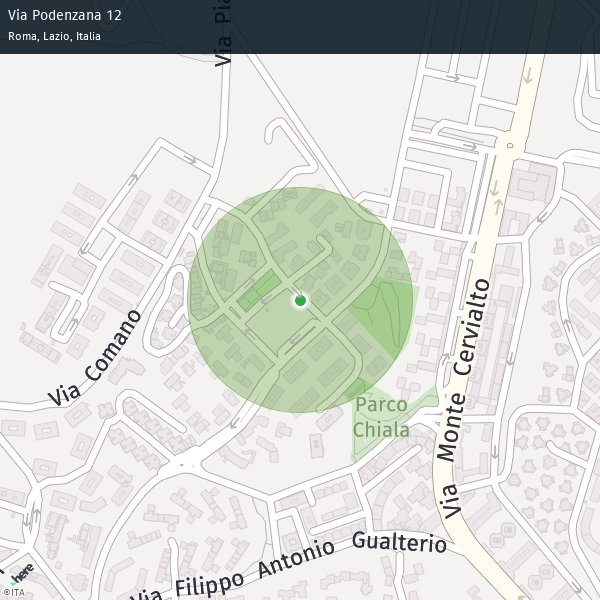 Via Podenzana 12
Roma, Lazio, Italia
Via Pia
Via Comano
Via Monte Cervialto
Parco
Chiala
Via Filippo Antonio Gualterio
here
©ITA